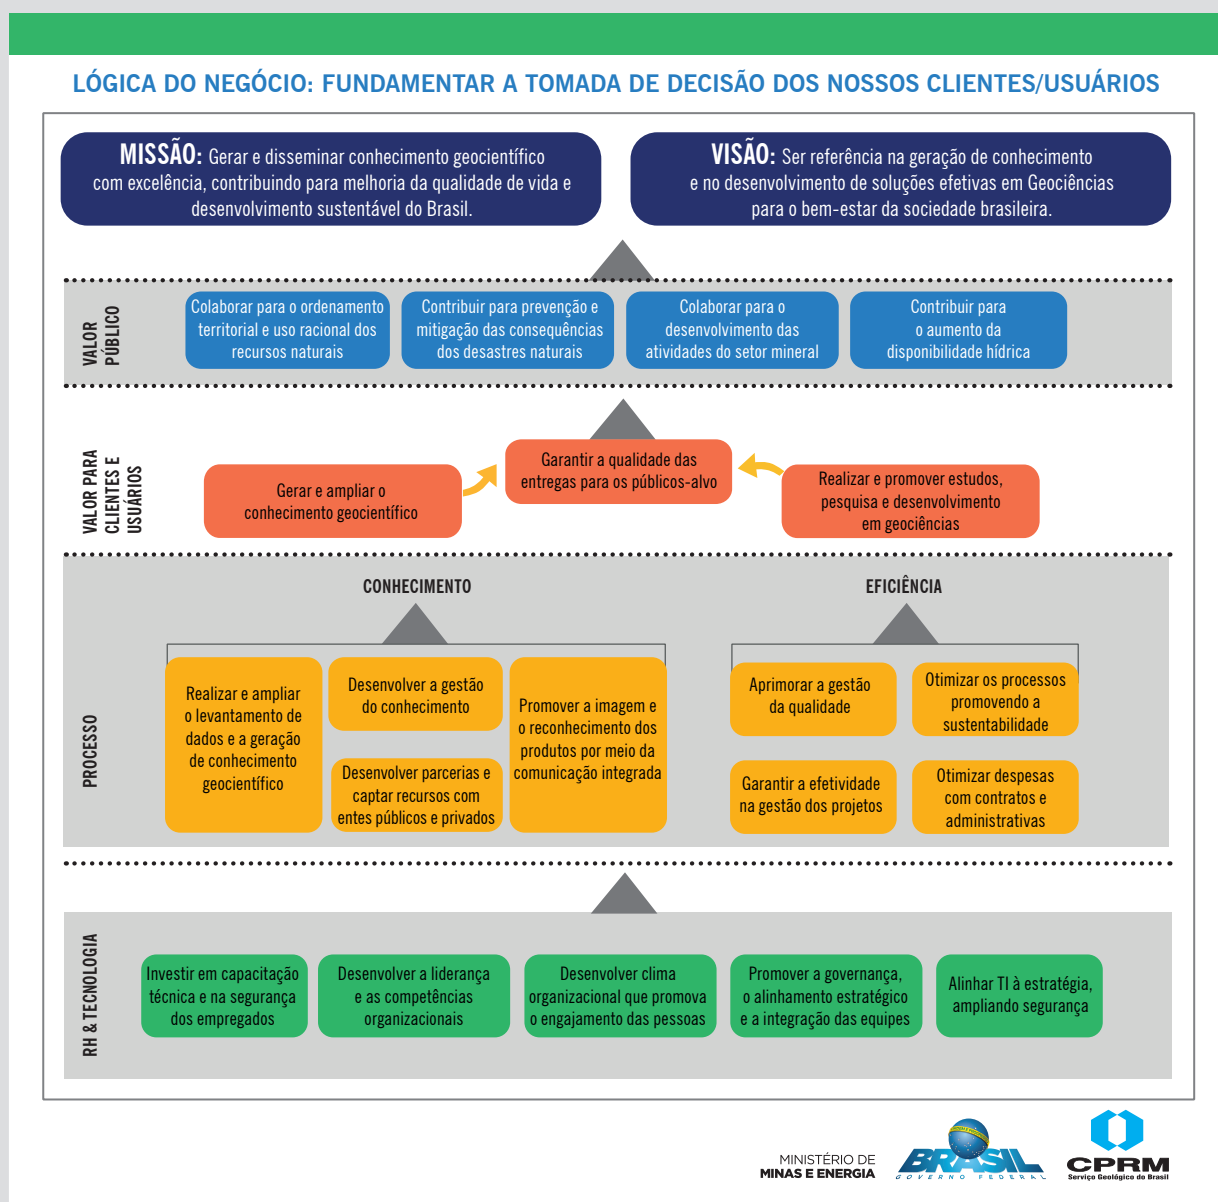 LÓGICA DO NEGÓCIO: FUNDAMENTAR A TOMADA DE DECISÃO DOS NOSSOS CLIENTES/USUÁRIOS
MISSÃO: Gerar e disseminar conhecimento geocientífico
com excelência, contribuindo para melhoria da qualidade de vida e
desenvolvimento sustentável do Brasil.
VISÃO: Ser referência na geração de conhecimento
e no desenvolvimento de soluções efetivas em Geociências
para o bem-estar da sociedade brasileira.
VALOR
PÚBLICO
Colaborar para o ordenamento
territorial e uso racional dos
recursos naturais
Contribuir para prevenção e
mitigação das consequências
dos desastres naturais
Colaborar para o
desenvolvimento das
atividades do setor mineral
Contribuir para
o aumento da
disponibilidade hídrica
VALOR PARA
CLIENTES E
USUÁRIOS
Gerar e ampliar o
conhecimento geocientífico
Garantir a qualidade das
entregas para os públicos-alvo
Realizar e promover estudos,
pesquisa e desenvolvimento
em geociências
PROCESSO
CONHECIMENTO
Realizar e ampliar
o levantamento de
dados e a geração
de conhecimento
geocientífico
Desenvolver a gestão
do conhecimento
Desenvolver parcerias e
captar recursos com
entes públicos e privados
Promover a imagem e
o reconhecimento dos
produtos por meio da
comunicação integrada
EFICIÊNCIA
Aprimorar a gestão
da qualidade
Otimizar os processos
promovendo a
sustentabilidade
Garantir a efetividade
na gestão dos projetos
Otimizar despesas
com contratos e
administrativas
RH & TECNOLOGIA
Investir em capacitação
técnica e na segurança
dos empregados
Desenvolver a liderança
e as competências
organizacionais
Desenvolver clima
organizacional que promova
o engajamento das pessoas
Promover a governança,
o alinhamento estratégico
e a integração das equipes
Alinhar TI à estratégia,
ampliando segurança
MINISTÉRIO DE
MINAS E ENERGIA
BRASIL
GOVERNO FEDERAL
CPRM
Serviço Geológico do Brasil